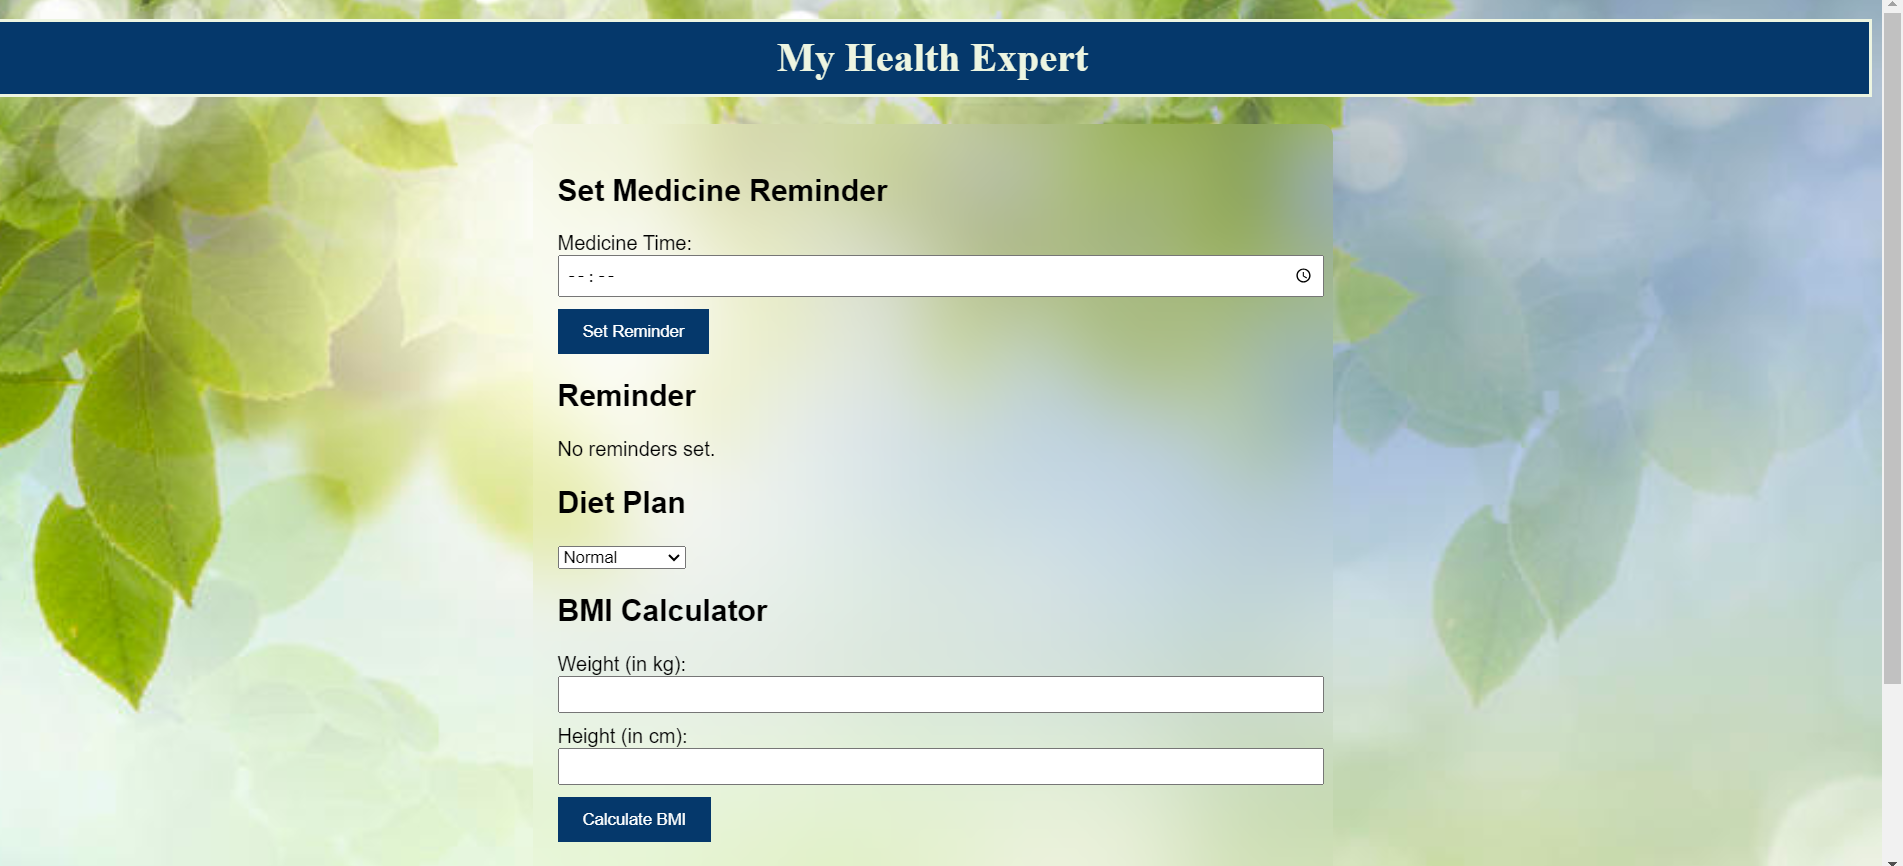 My Health Expert
Set Medicine Reminder
Medicine Time:
--:--
Set Reminder
Reminder
No reminders set.
Diet Plan
Normal
BMI Calculator
Weight (in kg):
Height (in cm):
Calculate BMI